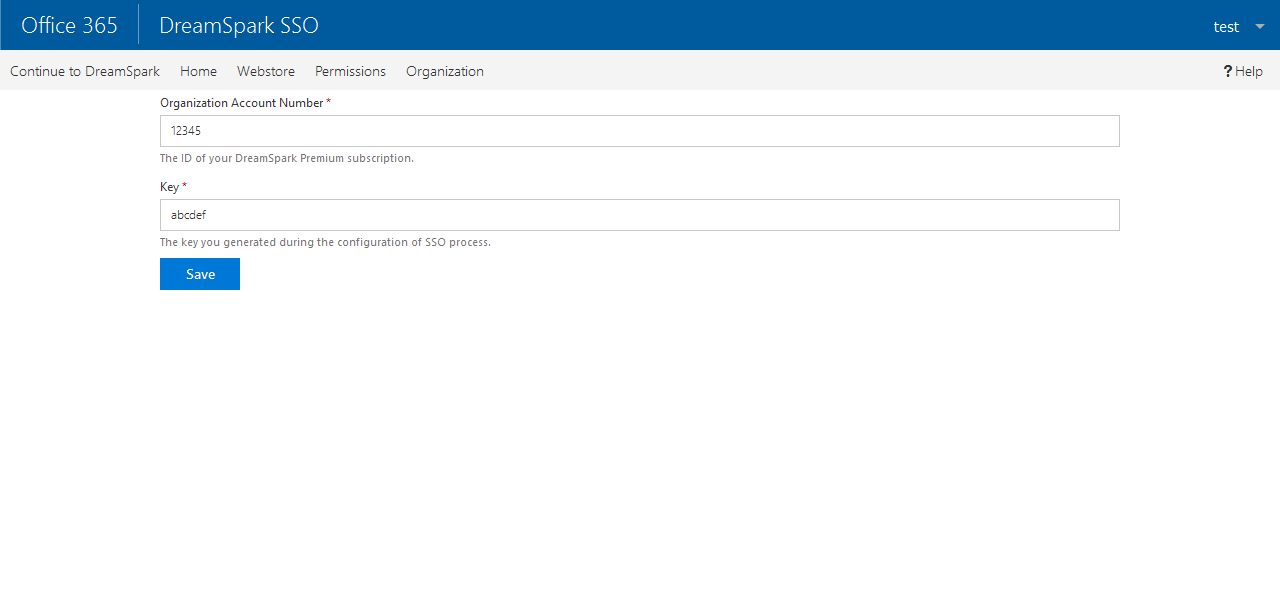 Office 365 DreamSpark SSO test
Continue to DreamSpark Home Webstore Permissions Organization ? Help
Organization Account Number *
12345
The ID of your DreamSpark Premium subscription.
Key *
abcdef
The key you generated during the configuration of SSO process.
Save